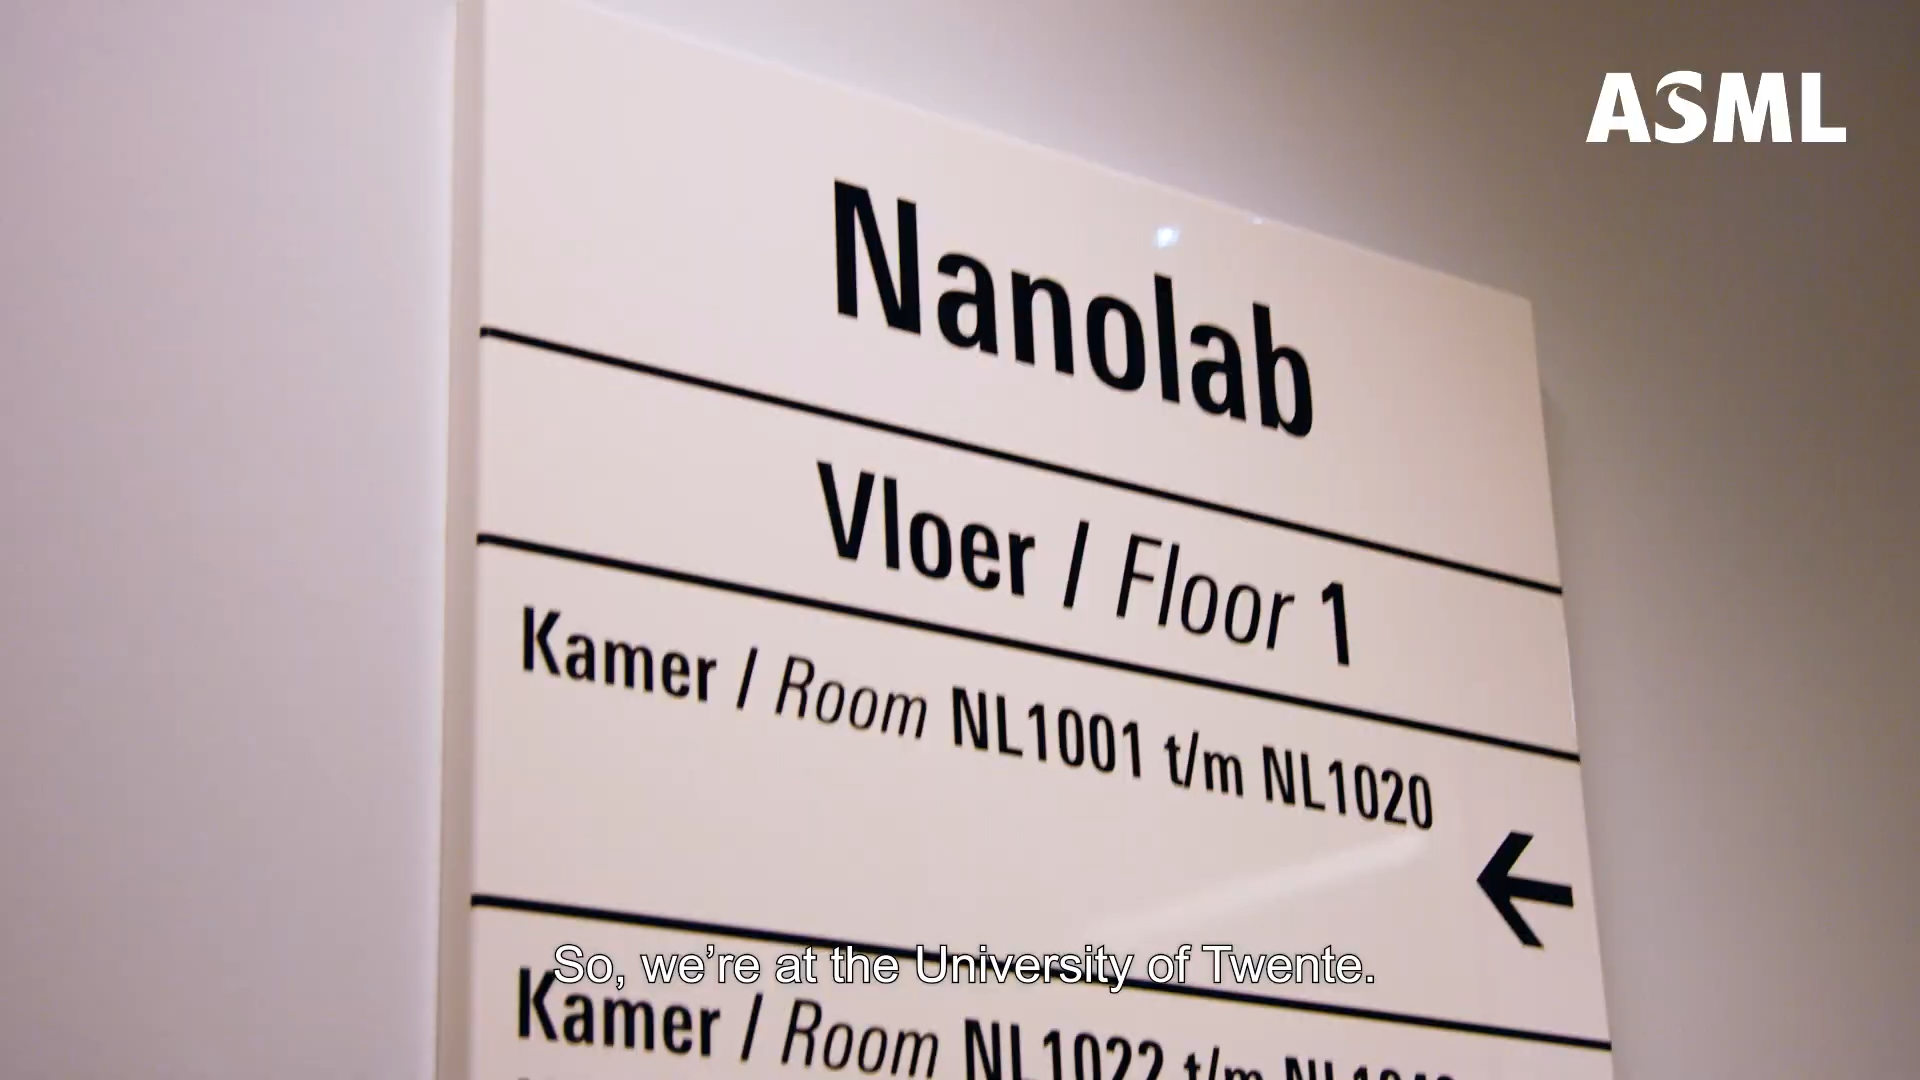 ASML
Nanolab
Vloer / Floor 1
Kamer / Room NL1001 t/m NL1020
So, we're at the University of Twente.
Kamer / Room NL1022 t/m